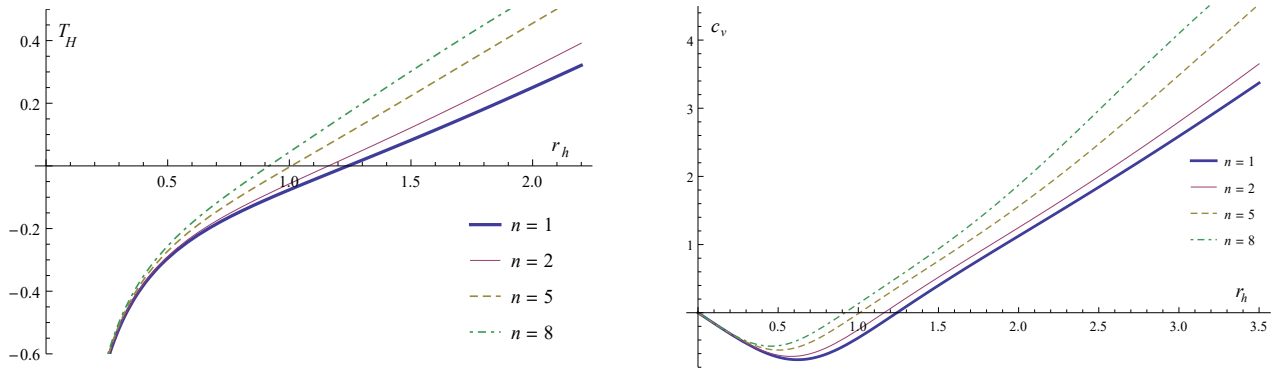 T_H
0.4
0.2
r_h
0.5
1.0
1.5
2.0
−0.2
−0.4
−0.6
n = 1
n = 2
n = 5
n = 8
c_v
4
3
2
1
n = 1
n = 2
n = 5
n = 8
r_h
0.5
1.0
1.5
2.0
2.5
3.0
3.5